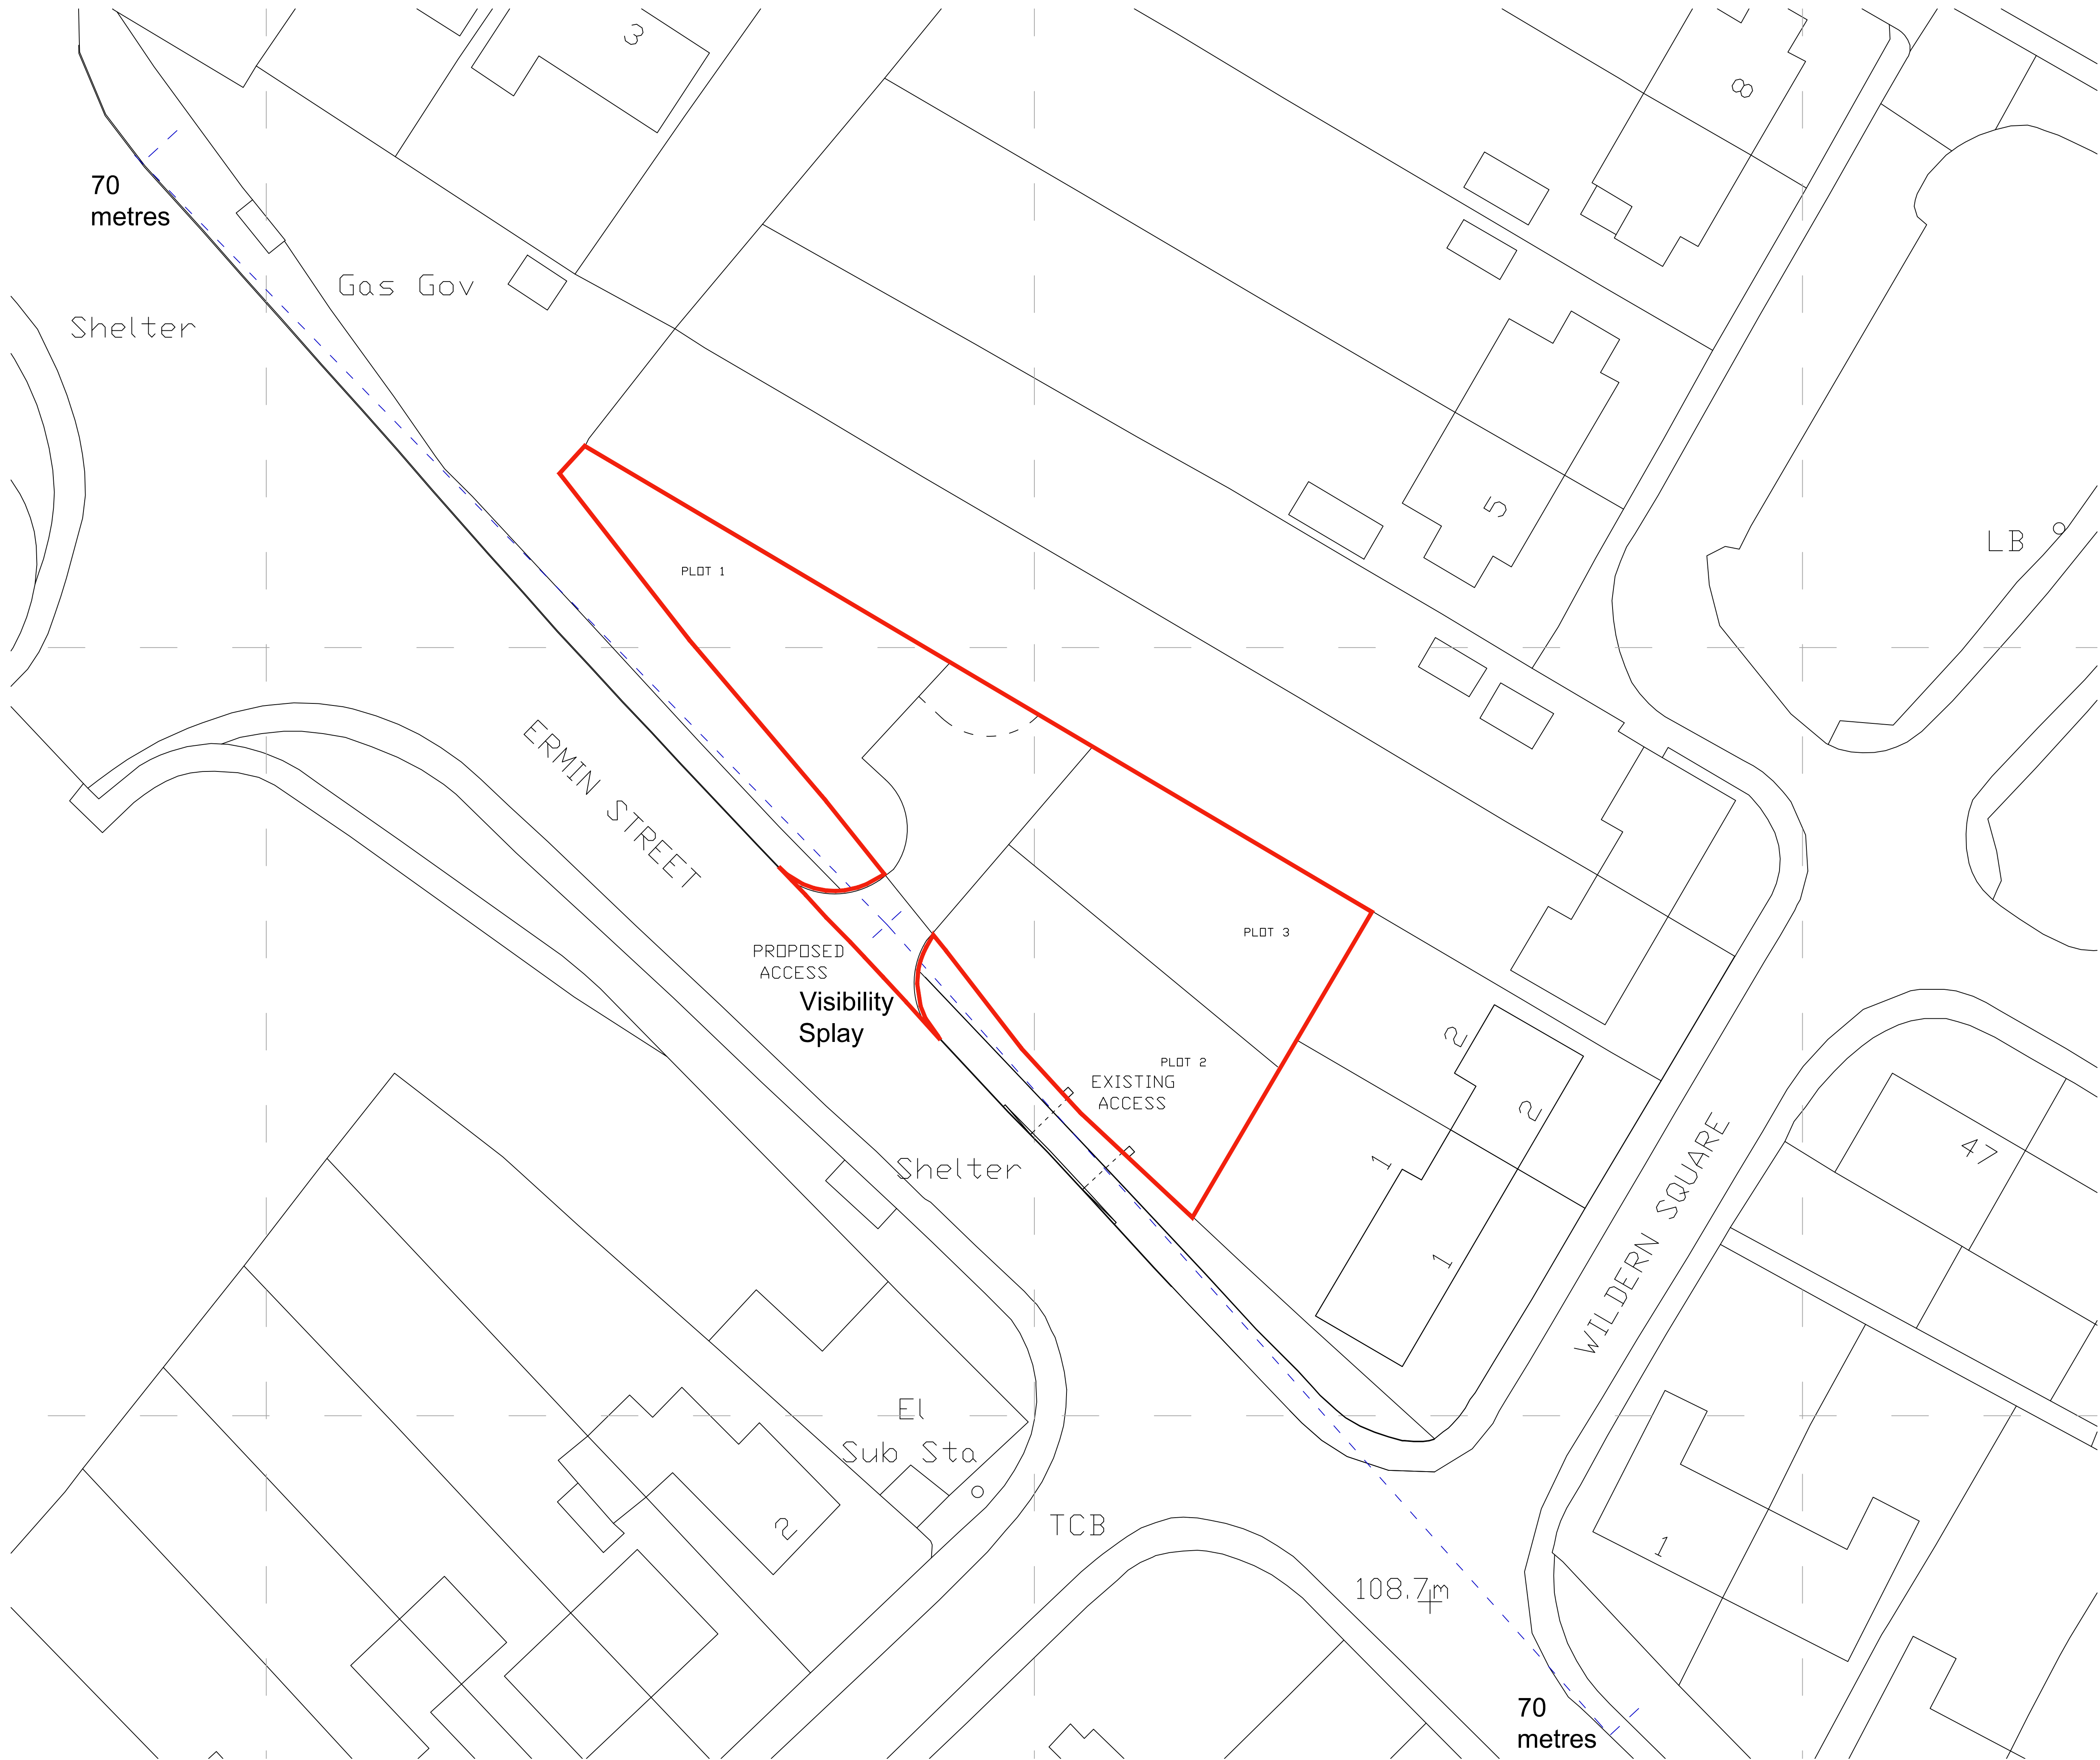 3
8
70
metres
Gas Gov
Shelter
5
LB
PLOT 1
ERMIN STREET
PLOT 3
PROPOSED
ACCESS
Visibility
Splay
2
PLOT 2
EXISTING
ACCESS
2
47
Shelter
1
WILDERN SQUARE
1
El
Sub Sta
2
TCB
1
108.7m
70
metres